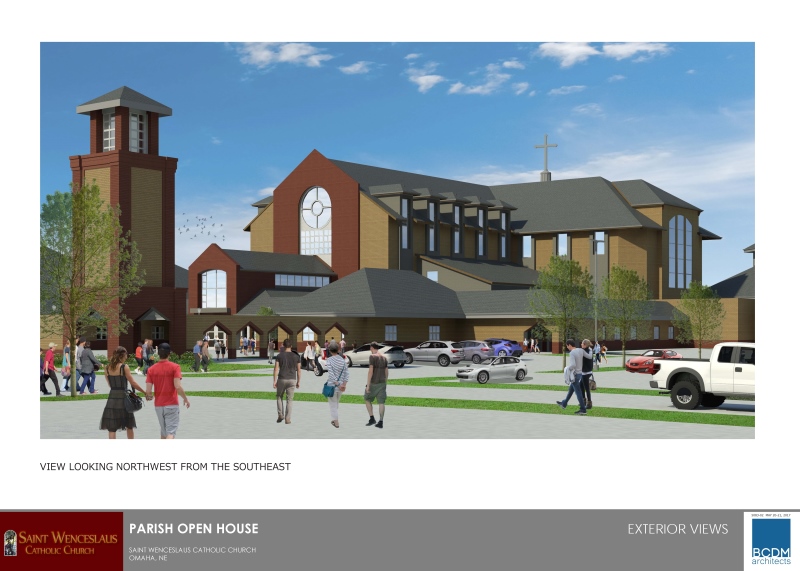 VIEW LOOKING NORTHWEST FROM THE SOUTHEAST
SAINT WENCESLAUS
CATHOLIC CHURCH
PARISH OPEN HOUSE
SAINT WENCESLAUS CATHOLIC CHURCH
OMAHA, NE
EXTERIOR VIEWS
BCDM
architects